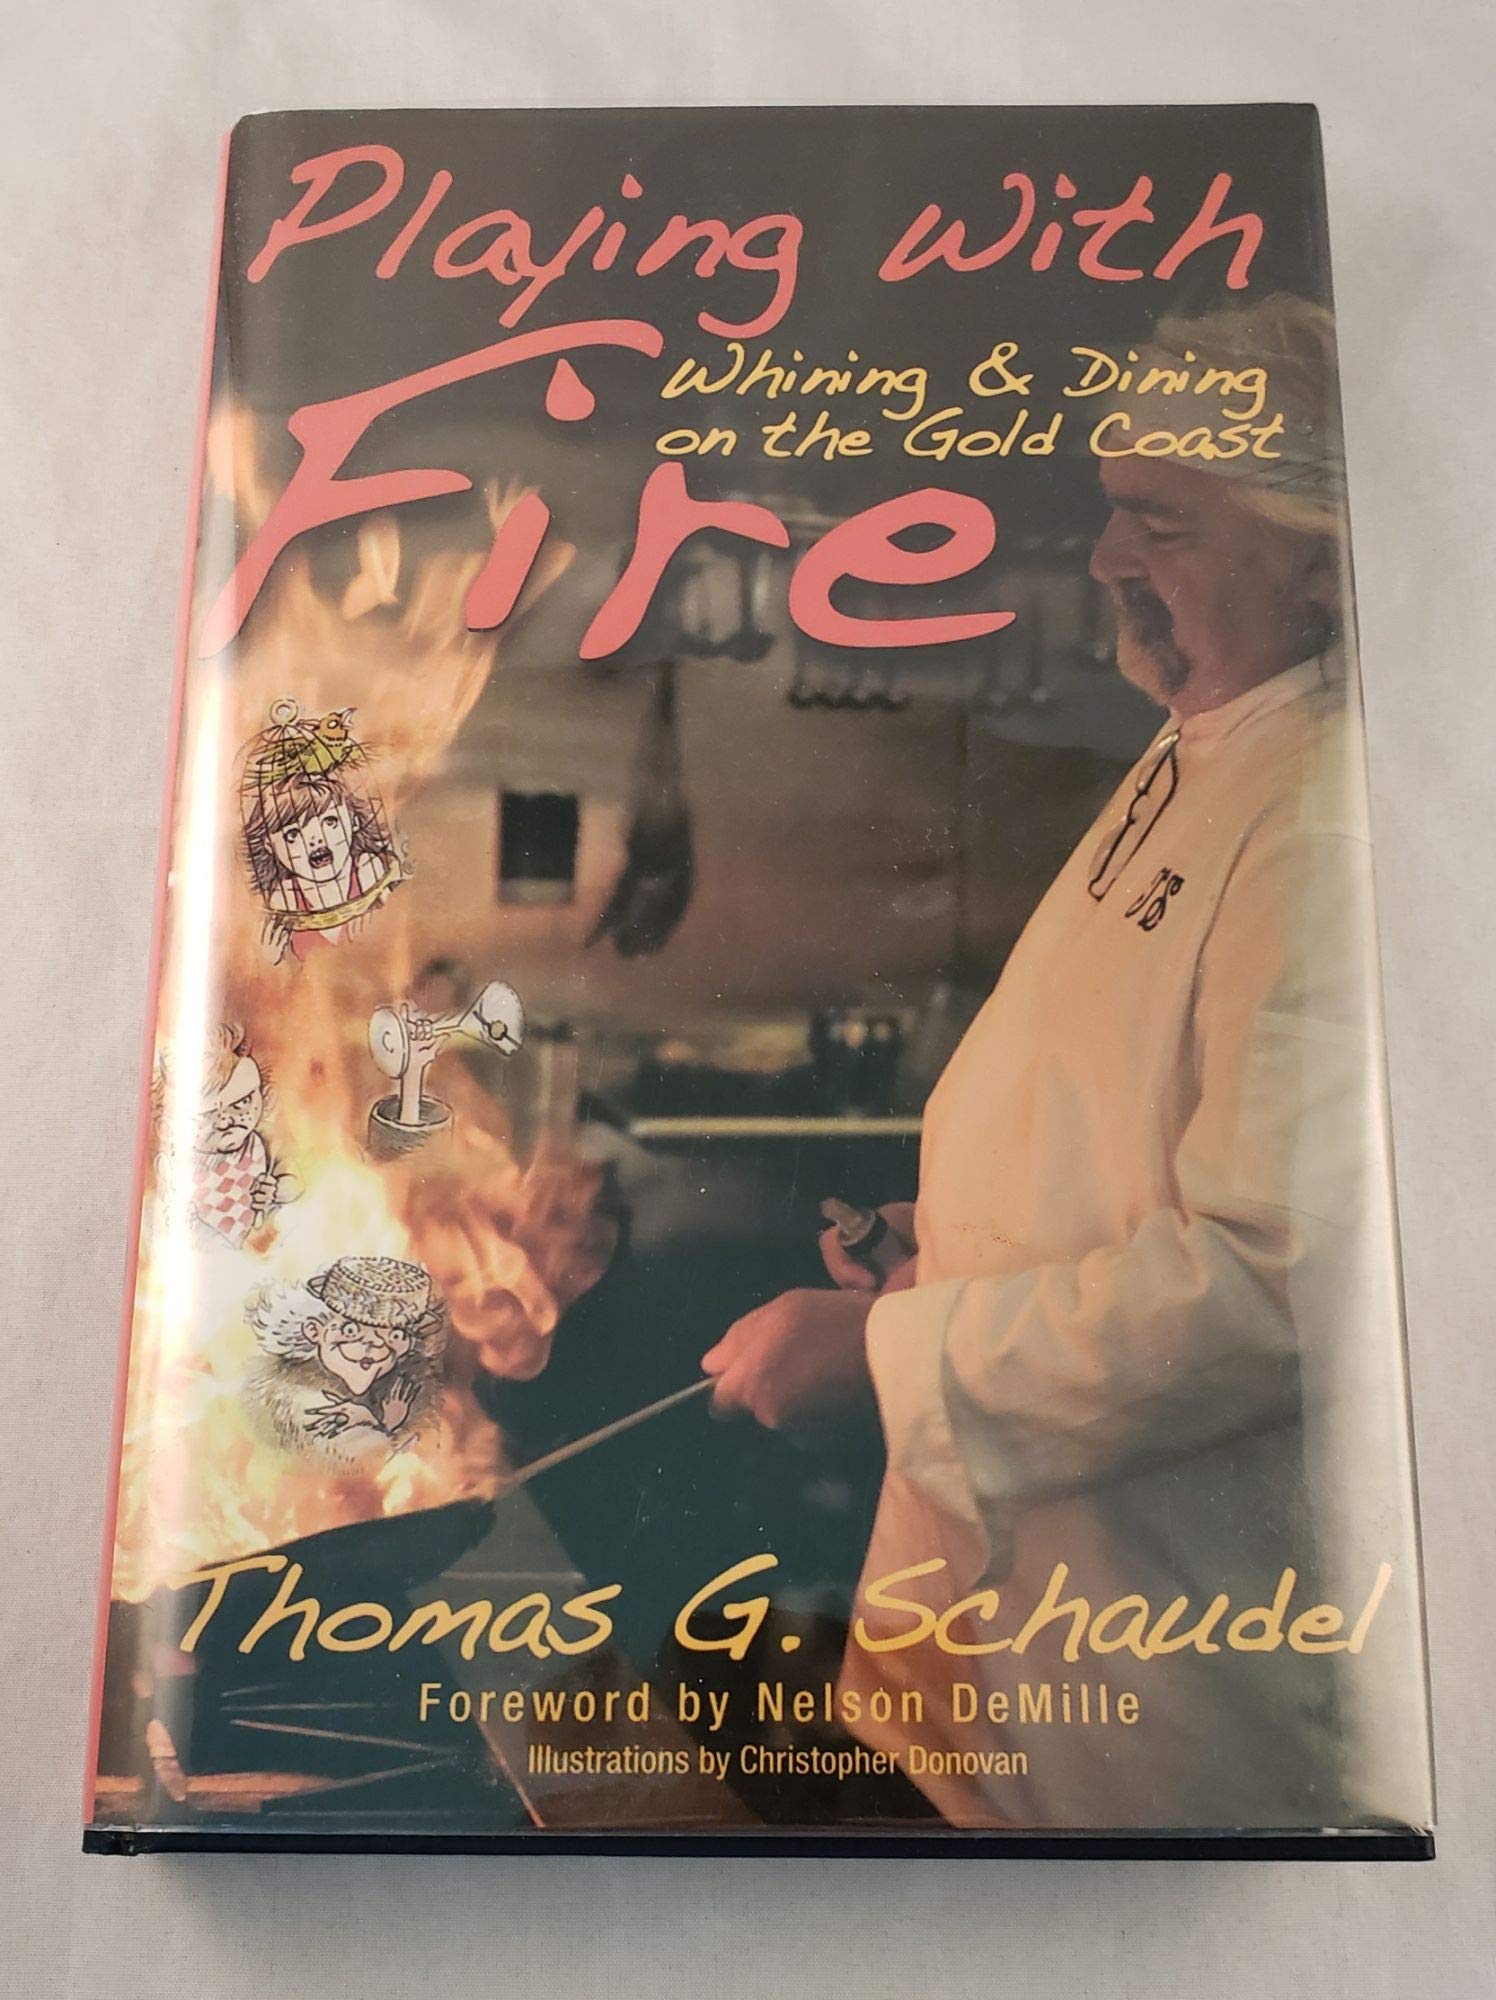 Playing with
Fire
Whining & Dining
on the Gold Coast
TS
Thomas G. Schaudel
Foreword by Nelson DeMille
Illustrations by Christopher Donovan